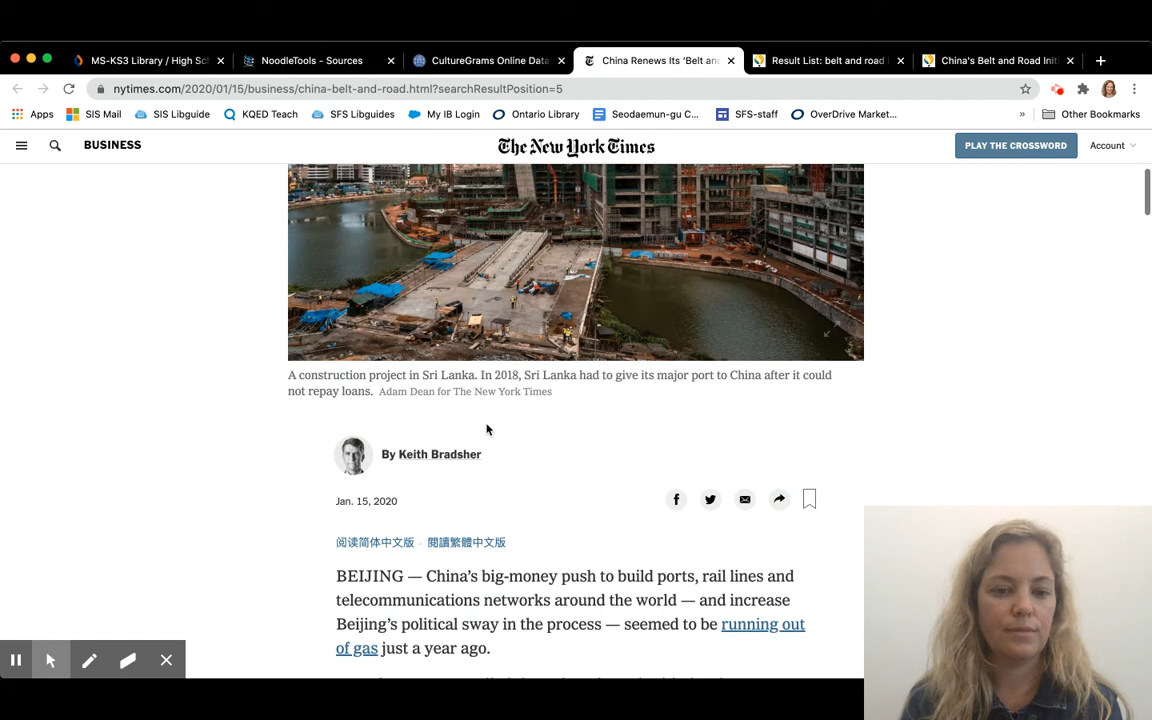 MS-KS3 Library / High Sc
NoodleTools - Sources
CultureGrams Online Data
China Renews Its ‘Belt and
Result List: belt and road i
China's Belt and Road Initi
nytimes.com/2020/01/15/business/china-belt-and-road.html?searchResultPosition=5
Apps
SIS Mail
SIS Libguide
KQED Teach
SFS Libguides
My IB Login
Ontario Library
Seodaemun-gu C...
SFS-staff
OverDrive Market...
»
Other Bookmarks
BUSINESS
The New York Times
PLAY THE CROSSWORD
Account
A construction project in Sri Lanka. In 2018, Sri Lanka had to give its major port to China after it could
not repay loans. Adam Dean for The New York Times
By Keith Bradsher
Jan. 15, 2020
阅读简体中文版 · 閱讀繁體中文版
BEIJING — China’s big-money push to build ports, rail lines and
telecommunications networks around the world — and increase
Beijing’s political sway in the process — seemed to be running out
of gas just a year ago.